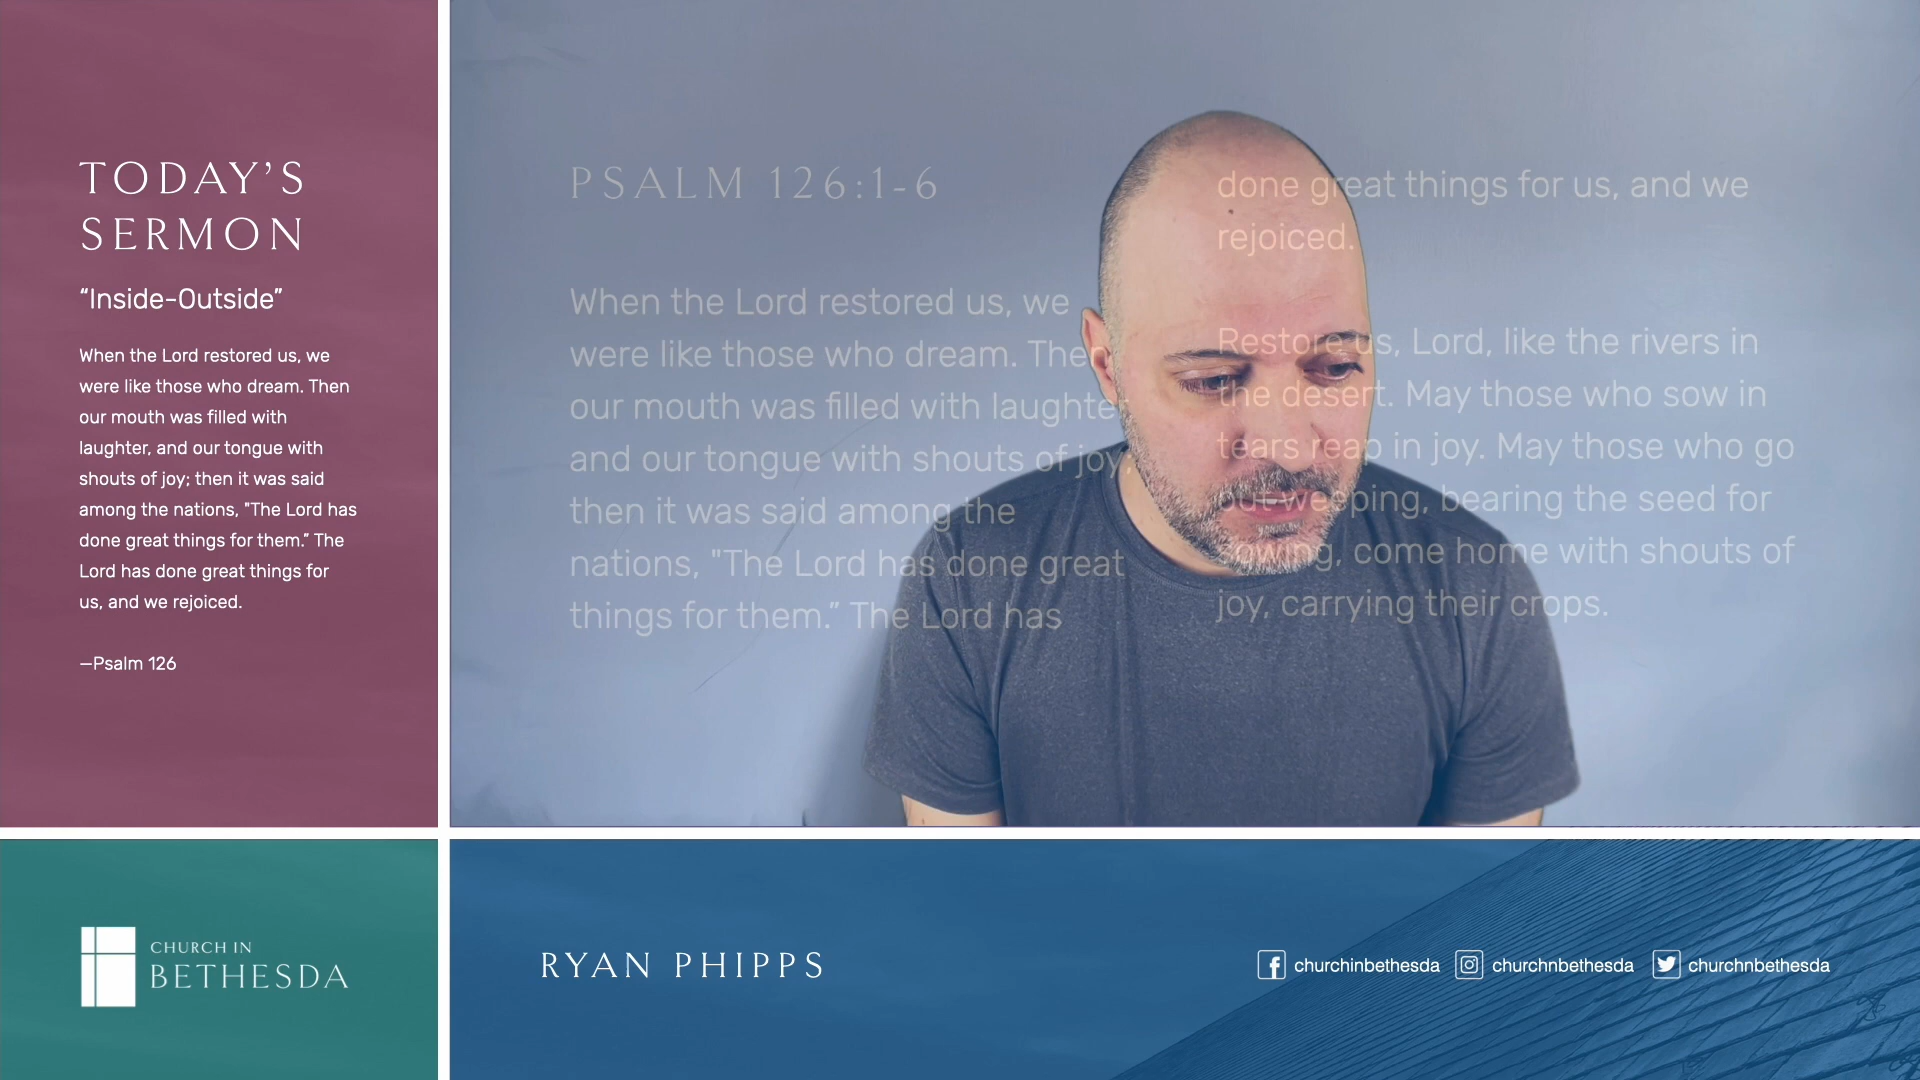 TODAY’S
SERMON
“Inside-Outside”
When the Lord restored us, we
were like those who dream. Then
our mouth was filled with
laughter, and our tongue with
shouts of joy; then it was said
among the nations, "The Lord has
done great things for them.” The
Lord has done great things for
us, and we rejoiced.
—Psalm 126
PSALM 126:1-6
When the Lord restored us, we
were like those who dream. Then
our mouth was filled with laughter,
and our tongue with shouts of joy;
then it was said among the
nations, "The Lord has done great
things for them.” The Lord has
done great things for us, and we
rejoiced.
Restore us, Lord, like the rivers in
the desert. May those who sow in
tears reap in joy. May those who go
weeping, bearing the seed for
sowing, come home with shouts of
joy, carrying their crops.
CHURCH IN
BETHESDA
RYAN PHIPPS
churchinbethesda churchnbethesda churchnbethesda